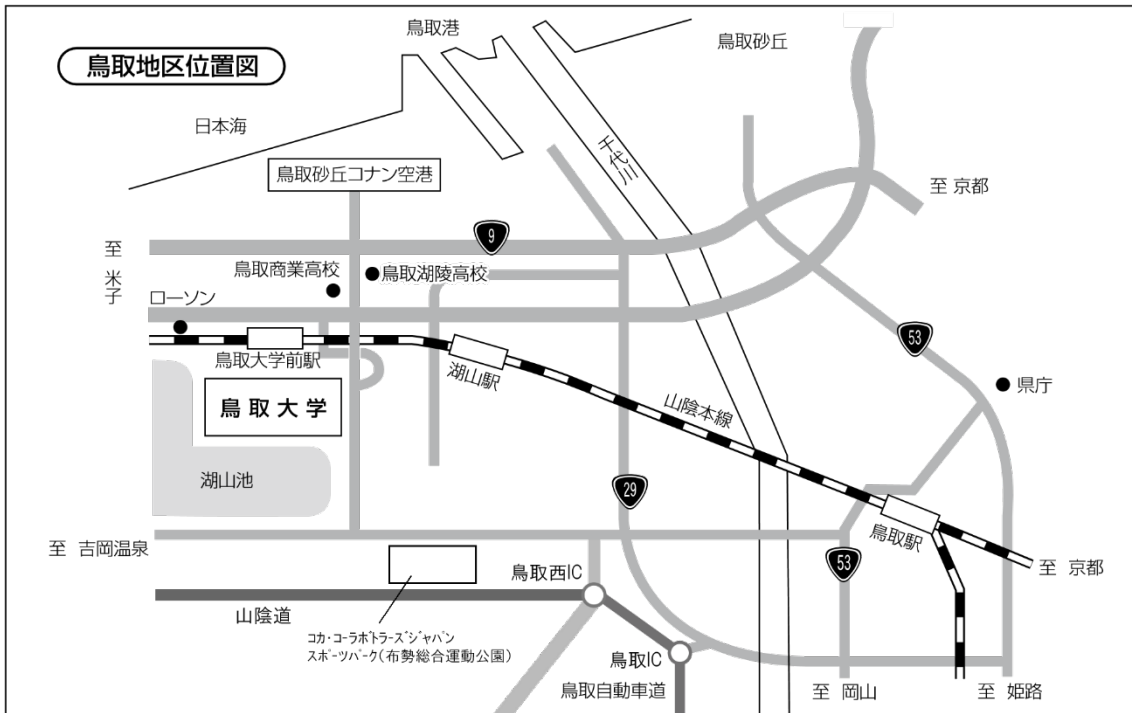 鳥取港
鳥取地区位置図
鳥取砂丘
日本海
千代川
鳥取砂丘コナン空港
至 京都
9
至 米子
鳥取商業高校
鳥取湖陵高校
ローソン
53
鳥取大学前駅
湖山駅
県庁
鳥取大学
山陰本線
湖山池
29
鳥取駅
至 吉岡温泉
53
至 京都
鳥取西IC
山陰道
コカ・コーラボトラーズジャパン
スポーツパーク(布勢総合運動公園)
鳥取IC
鳥取自動車道
至 岡山
至 姫路